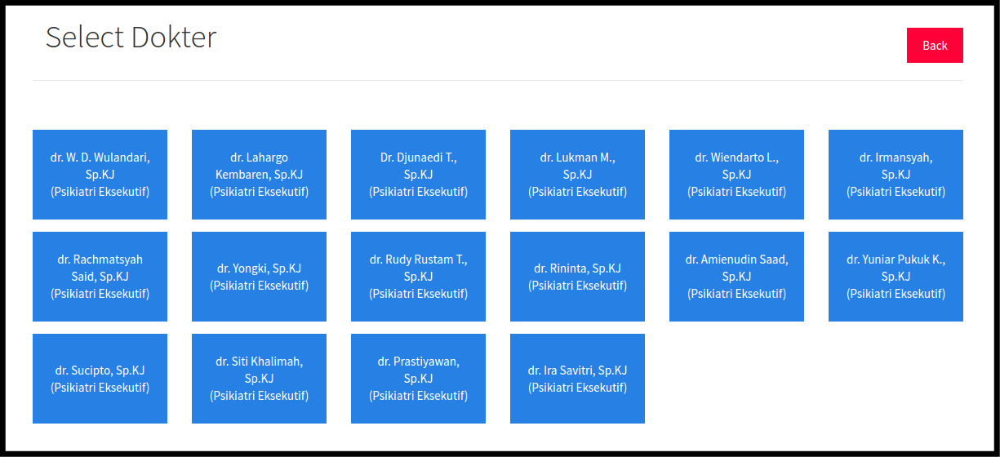 Select Dokter
Back
dr. W. D. Wulandari,
Sp.KJ
(Psikiatri Eksekutif)
dr. Lahargo
Kembaren, Sp.KJ
(Psikiatri Eksekutif)
Dr. Djunaedi T.,
Sp.KJ
(Psikiatri Eksekutif)
dr. Lukman M.,
Sp.KJ
(Psikiatri Eksekutif)
dr. Wiendarto L.,
Sp.KJ
(Psikiatri Eksekutif)
dr. Irmansyah,
Sp.KJ
(Psikiatri Eksekutif)
dr. Rachmatsyah
Said, Sp.KJ
(Psikiatri Eksekutif)
dr. Yongki, Sp.KJ
(Psikiatri Eksekutif)
dr. Rudy Rustam T.,
Sp.KJ
(Psikiatri Eksekutif)
dr. Rininta, Sp.KJ
(Psikiatri Eksekutif)
dr. Amienudin Saad,
Sp.KJ
(Psikiatri Eksekutif)
dr. Yuniar Pukuk K.,
Sp.KJ
(Psikiatri Eksekutif)
dr. Sucipto, Sp.KJ
(Psikiatri Eksekutif)
dr. Siti Khalimah,
Sp.KJ
(Psikiatri Eksekutif)
dr. Prastiyawan,
Sp.KJ
(Psikiatri Eksekutif)
dr. Ira Savitri, Sp.KJ
(Psikiatri Eksekutif)